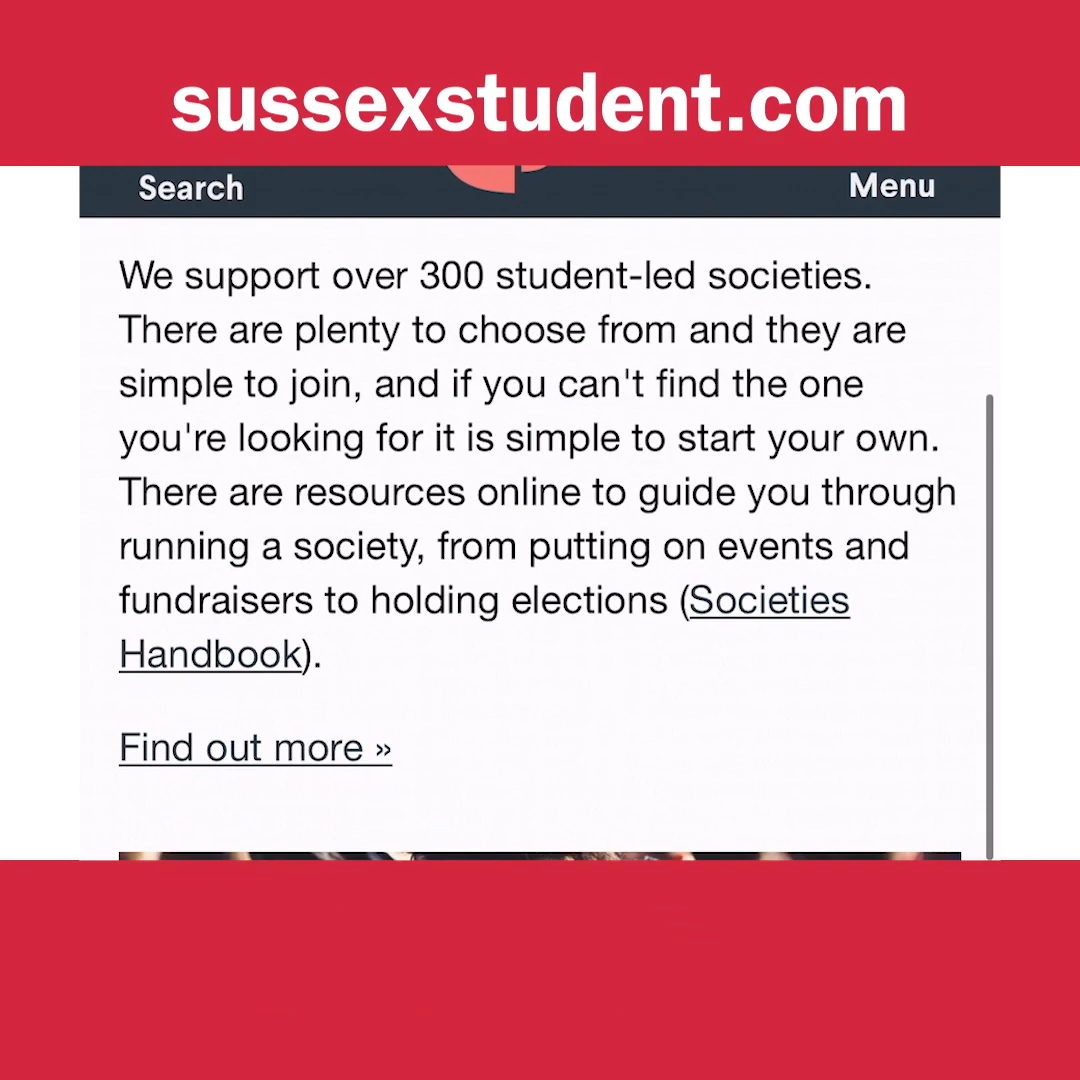 sussexstudent.com
Search
Menu
We support over 300 student-led societies.
There are plenty to choose from and they are
simple to join, and if you can't find the one
you're looking for it is simple to start your own.
There are resources online to guide you through
running a society, from putting on events and
fundraisers to holding elections (Societies
Handbook).
Find out more »